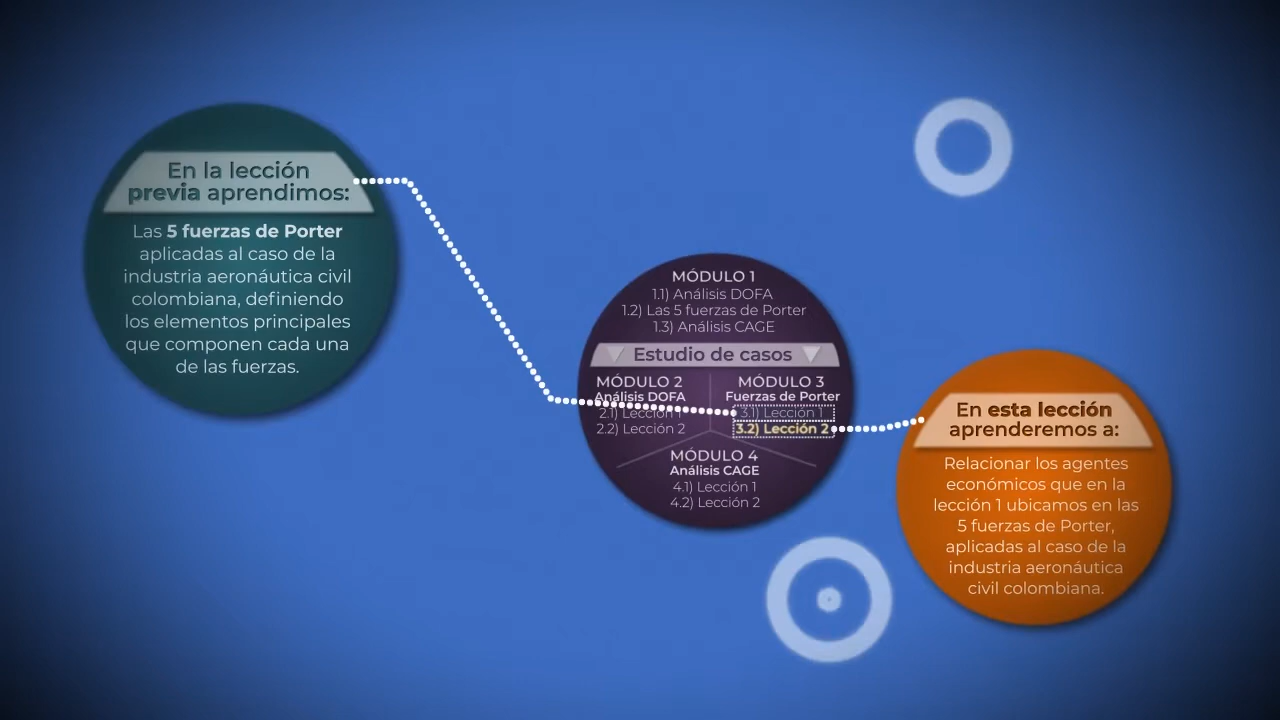 En la lección
previa aprendimos:
Las 5 fuerzas de Porter
aplicadas al caso de la
industria aeronáutica civil
colombiana, definiendo
los elementos principales
que componen cada una
de las fuerzas.
MÓDULO 1
1.1) Análisis DOFA
1.2) Las 5 fuerzas de Porter
1.3) Análisis CAGE
Estudio de casos
MÓDULO 2
Análisis DOFA
2.1) Lección 1
2.2) Lección 2
MÓDULO 3
Fuerzas de Porter
3.1) Lección 1
3.2) Lección 2
MÓDULO 4
Análisis CAGE
4.1) Lección 1
4.2) Lección 2
En esta lección
aprenderemos a:
Relacionar los agentes
económicos que en la
lección 1 ubicamos en las
5 fuerzas de Porter,
aplicadas al caso de la
industria aeronáutica
civil colombiana.